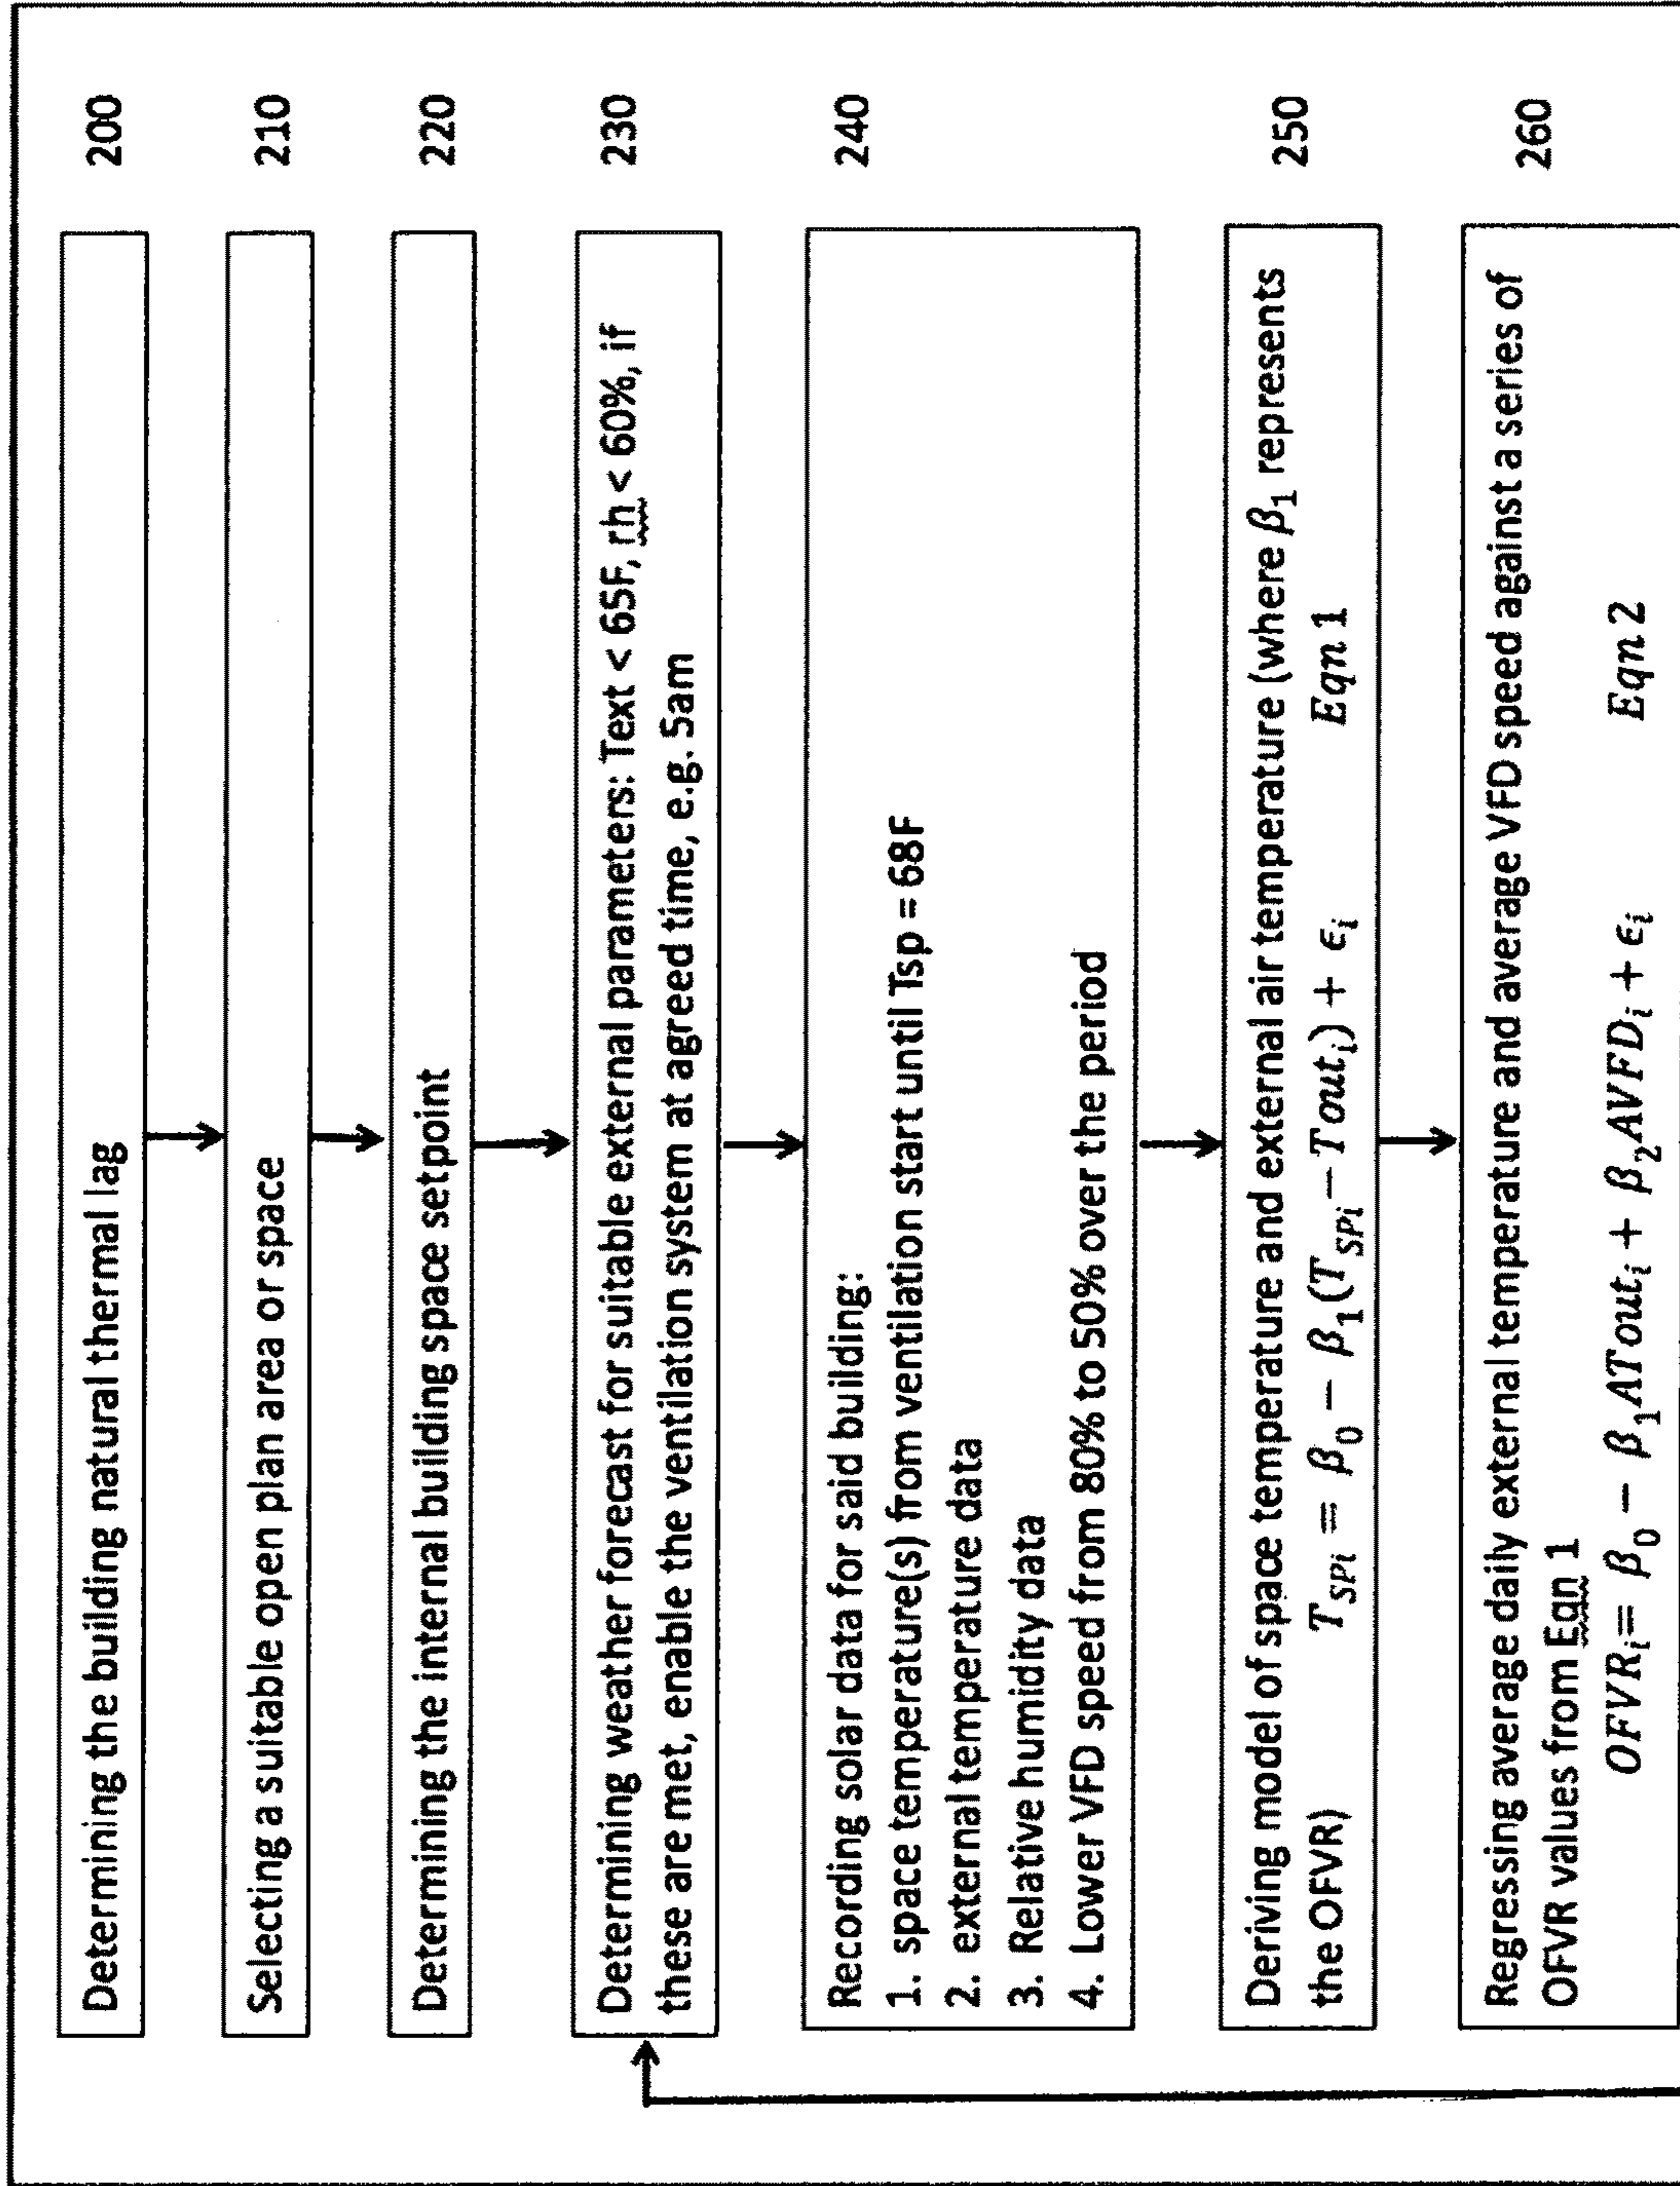 Determining the building natural thermal lag 200
Selecting a suitable open plan area or space 210
Determining the internal building space setpoint 220
Determining weather forecast for suitable external parameters: Text < 65F, rh < 60%, if 230
these are met, enable the ventilation system at agreed time, e.g. 5am
Recording solar data for said building: 240
1. space temperature(s) from ventilation start until Tsp = 68F
2. external temperature data
3. Relative humidity data
4. Lower VFD speed from 80% to 50% over the period
Deriving model of space temperature and external air temperature (where β₁ represents 250
the OFVR) T_SPi = β₀ − β₁(T_SPi − Tout_i) + ϵ_i Eqn 1
Regressing average daily external temperature and average VFD speed against a series of 260
OFVR values from Eqn 1
OFVR_i = β₀ − β₁ATout_i + β₂AVFD_i + ϵ_i Eqn 2